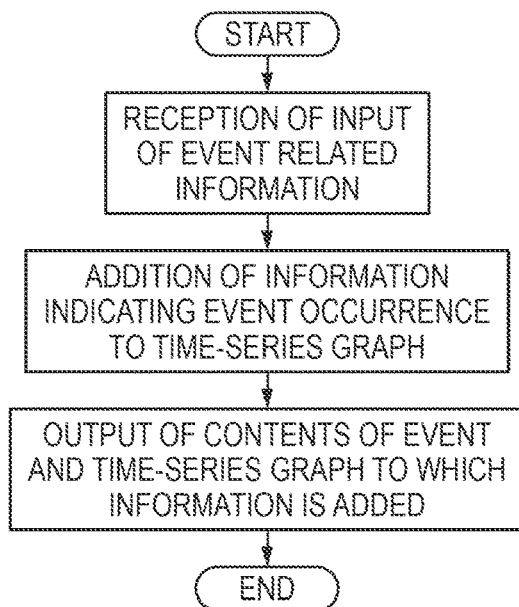 START
RECEPTION OF INPUT
OF EVENT RELATED
INFORMATION
ADDITION OF INFORMATION
INDICATING EVENT OCCURRENCE
TO TIME-SERIES GRAPH
OUTPUT OF CONTENTS OF EVENT
AND TIME-SERIES GRAPH TO WHICH
INFORMATION IS ADDED
END